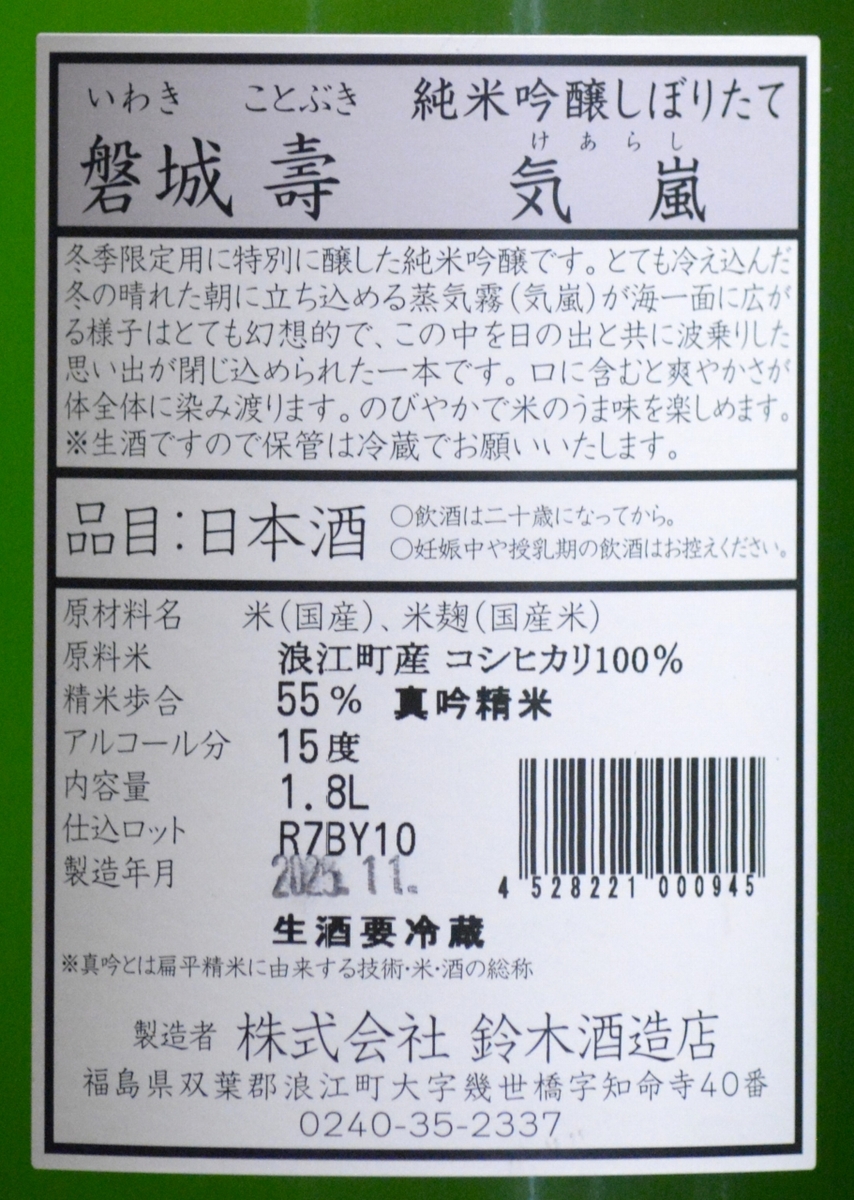 いわき ことぶき 純米吟醸しぼりたて
けあらし
磐城 壽 気嵐
冬季限定用に特別に醸した純米吟醸です。とても冷え込んだ
冬の晴れた朝に立ち込める蒸気霧(気嵐)が海一面に広が
る様子はとても幻想的で、この中を日の出と共に波乗りした
思い出が閉じ込められた一本です。口に含むと爽やかさが
体全体に染み渡ります。のびやかで米のうま味を楽しめます。
※生酒ですので保管は冷蔵でお願いいたします。
品目:日本酒
○飲酒は二十歳になってから。
○妊娠中や授乳期の飲酒はお控えください。
原材料名 米(国産)、米麹(国産米)
原料米 浪江町産 コシヒカリ100%
精米歩合 55% 真吟精米
アルコール分 15度
内容量 1.8L
仕込ロット R7BY10
製造年月 2025.11.
4 528221 000945
生酒要冷蔵
※真吟とは扁平精米に由来する技術・米・酒の総称
製造者 株式会社 鈴木酒造店
福島県双葉郡浪江町大字幾世橋字知命寺40番
0240-35-2337